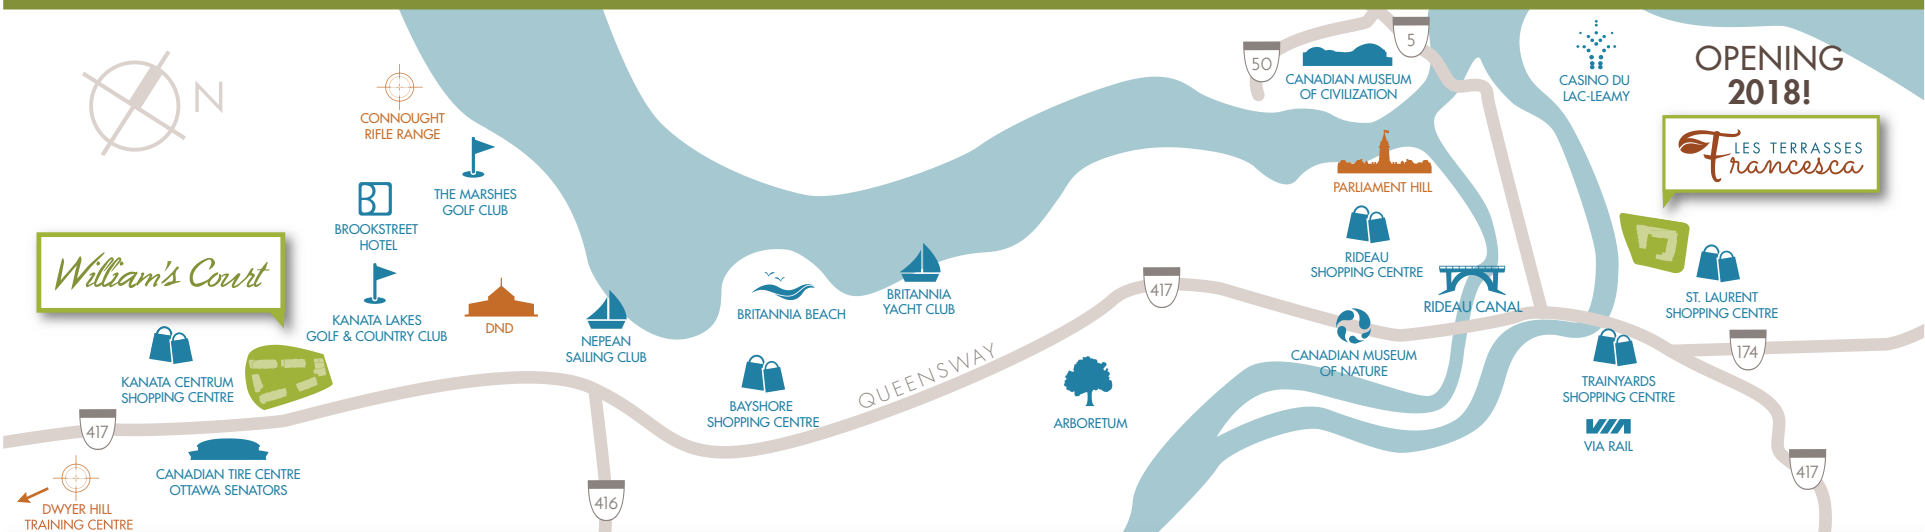 N
CONNOUGHT
RIFLE RANGE
THE MARSHES
GOLF CLUB
BROOKSTREET
HOTEL
William's Court
KANATA LAKES
GOLF & COUNTRY CLUB
DND
KANATA CENTRUM
SHOPPING CENTRE
417
CANADIAN TIRE CENTRE
OTTAWA SENATORS
DWYER HILL
TRAINING CENTRE
NEPEAN
SAILING CLUB
416
BRITANNIA BEACH
BRITANNIA
YACHT CLUB
BAYSHORE
SHOPPING CENTRE
QUEENSWAY
ARBORETUM
417
50
5
CANADIAN MUSEUM
OF CIVILIZATION
PARLIAMENT HILL
RIDEAU
SHOPPING CENTRE
RIDEAU CANAL
CANADIAN MUSEUM
OF NATURE
CASINO DU
LAC-LEAMY
OPENING
2018!
LES TERRASSES
Francesca
ST. LAURENT
SHOPPING CENTRE
174
TRAINYARDS
SHOPPING CENTRE
VIA
VIA RAIL
417